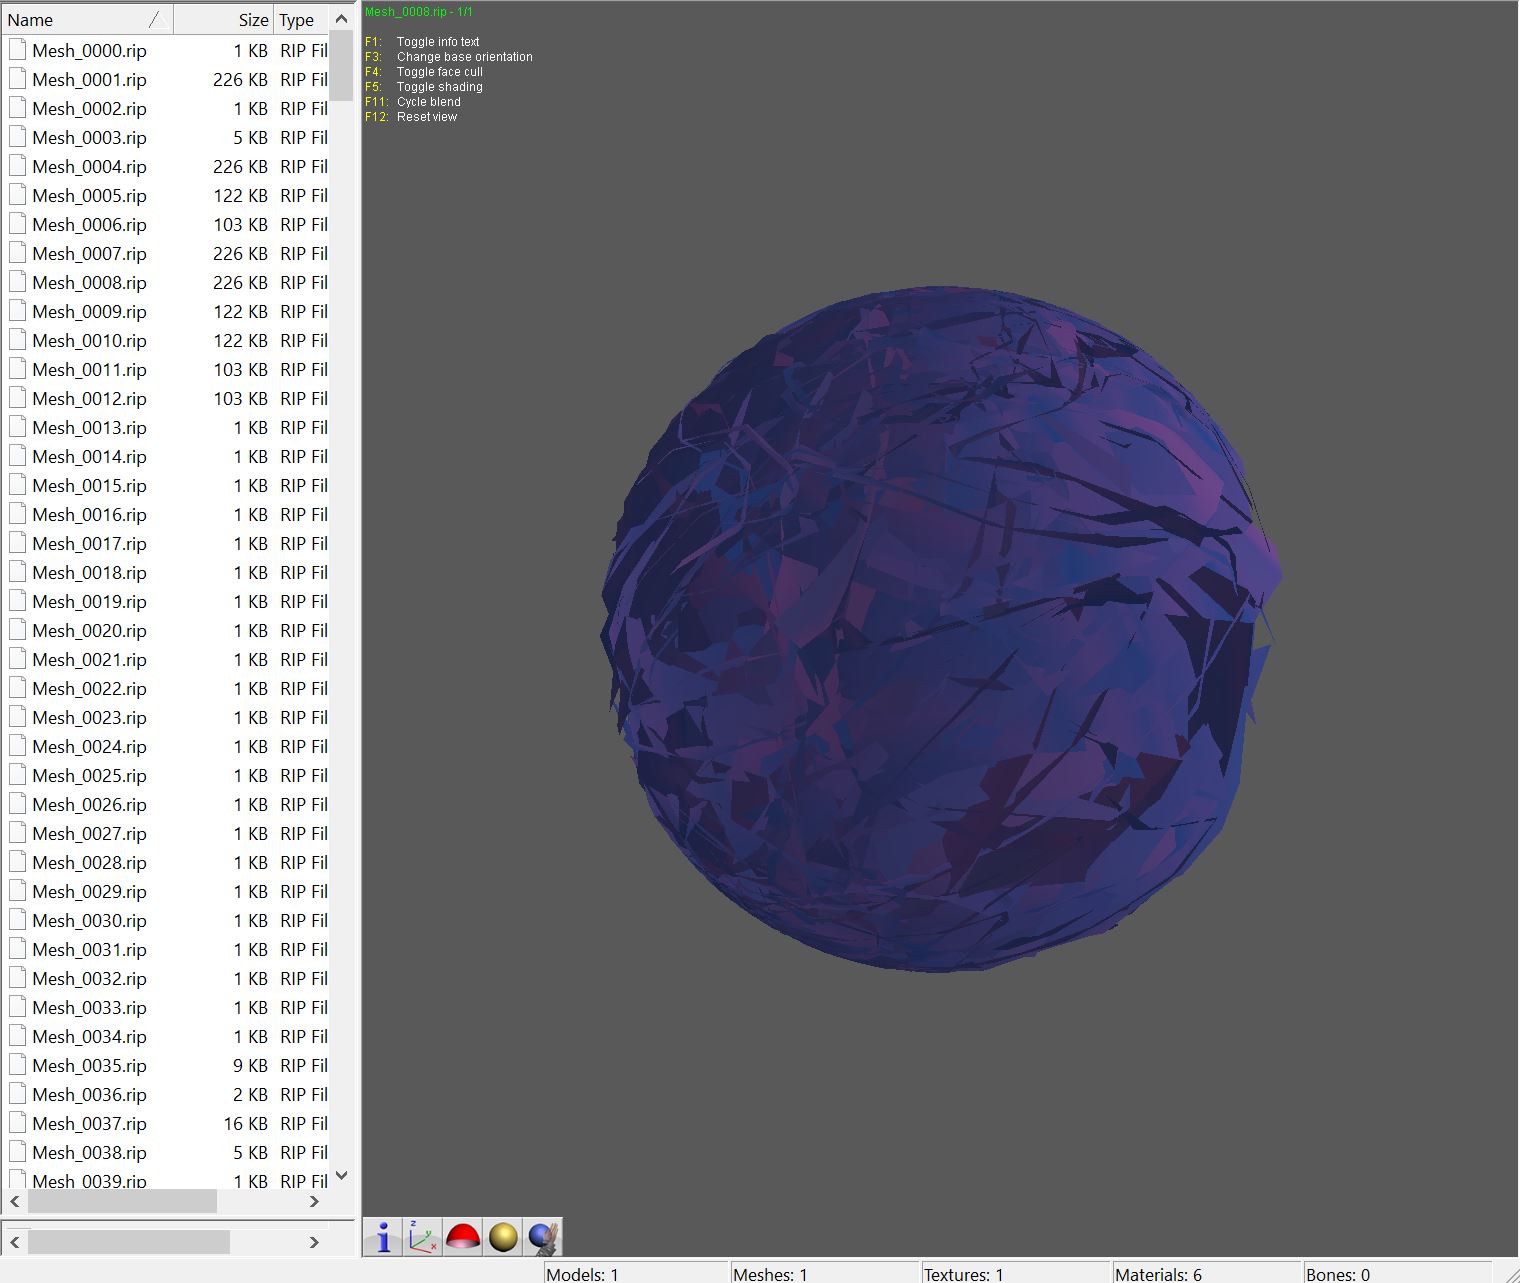 Name Size Type
Mesh_0000.rip 1 KB RIP Fil
Mesh_0001.rip 226 KB RIP Fil
Mesh_0002.rip 1 KB RIP Fil
Mesh_0003.rip 5 KB RIP Fil
Mesh_0004.rip 226 KB RIP Fil
Mesh_0005.rip 122 KB RIP Fil
Mesh_0006.rip 103 KB RIP Fil
Mesh_0007.rip 226 KB RIP Fil
Mesh_0008.rip 226 KB RIP Fil
Mesh_0009.rip 122 KB RIP Fil
Mesh_0010.rip 122 KB RIP Fil
Mesh_0011.rip 103 KB RIP Fil
Mesh_0012.rip 103 KB RIP Fil
Mesh_0013.rip 1 KB RIP Fil
Mesh_0014.rip 1 KB RIP Fil
Mesh_0015.rip 1 KB RIP Fil
Mesh_0016.rip 1 KB RIP Fil
Mesh_0017.rip 1 KB RIP Fil
Mesh_0018.rip 1 KB RIP Fil
Mesh_0019.rip 1 KB RIP Fil
Mesh_0020.rip 1 KB RIP Fil
Mesh_0021.rip 1 KB RIP Fil
Mesh_0022.rip 1 KB RIP Fil
Mesh_0023.rip 1 KB RIP Fil
Mesh_0024.rip 1 KB RIP Fil
Mesh_0025.rip 1 KB RIP Fil
Mesh_0026.rip 1 KB RIP Fil
Mesh_0027.rip 1 KB RIP Fil
Mesh_0028.rip 1 KB RIP Fil
Mesh_0029.rip 1 KB RIP Fil
Mesh_0030.rip 1 KB RIP Fil
Mesh_0031.rip 1 KB RIP Fil
Mesh_0032.rip 1 KB RIP Fil
Mesh_0033.rip 1 KB RIP Fil
Mesh_0034.rip 1 KB RIP Fil
Mesh_0035.rip 9 KB RIP Fil
Mesh_0036.rip 2 KB RIP Fil
Mesh_0037.rip 16 KB RIP Fil
Mesh_0038.rip 5 KB RIP Fil
Mesh_0039.rip 1 KB RIP Fil
Mesh_0008.rip - 1/1
F1: Toggle info text
F3: Change base orientation
F4: Toggle face cull
F5: Toggle shading
F11: Cycle blend
F12: Reset view
i
z y x
Models: 1 Meshes: 1 Textures: 1 Materials: 6 Bones: 0